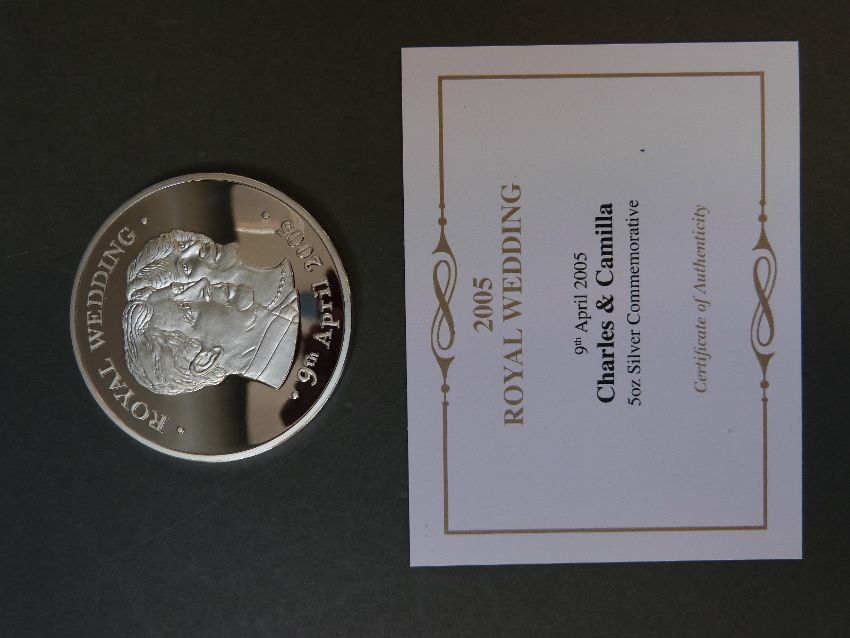 · ROYAL WEDDING ·
· 9th April 2005 ·
2005
ROYAL WEDDING
9th April 2005
Charles & Camilla
5oz Silver Commemorative
Certificate of Authenticity